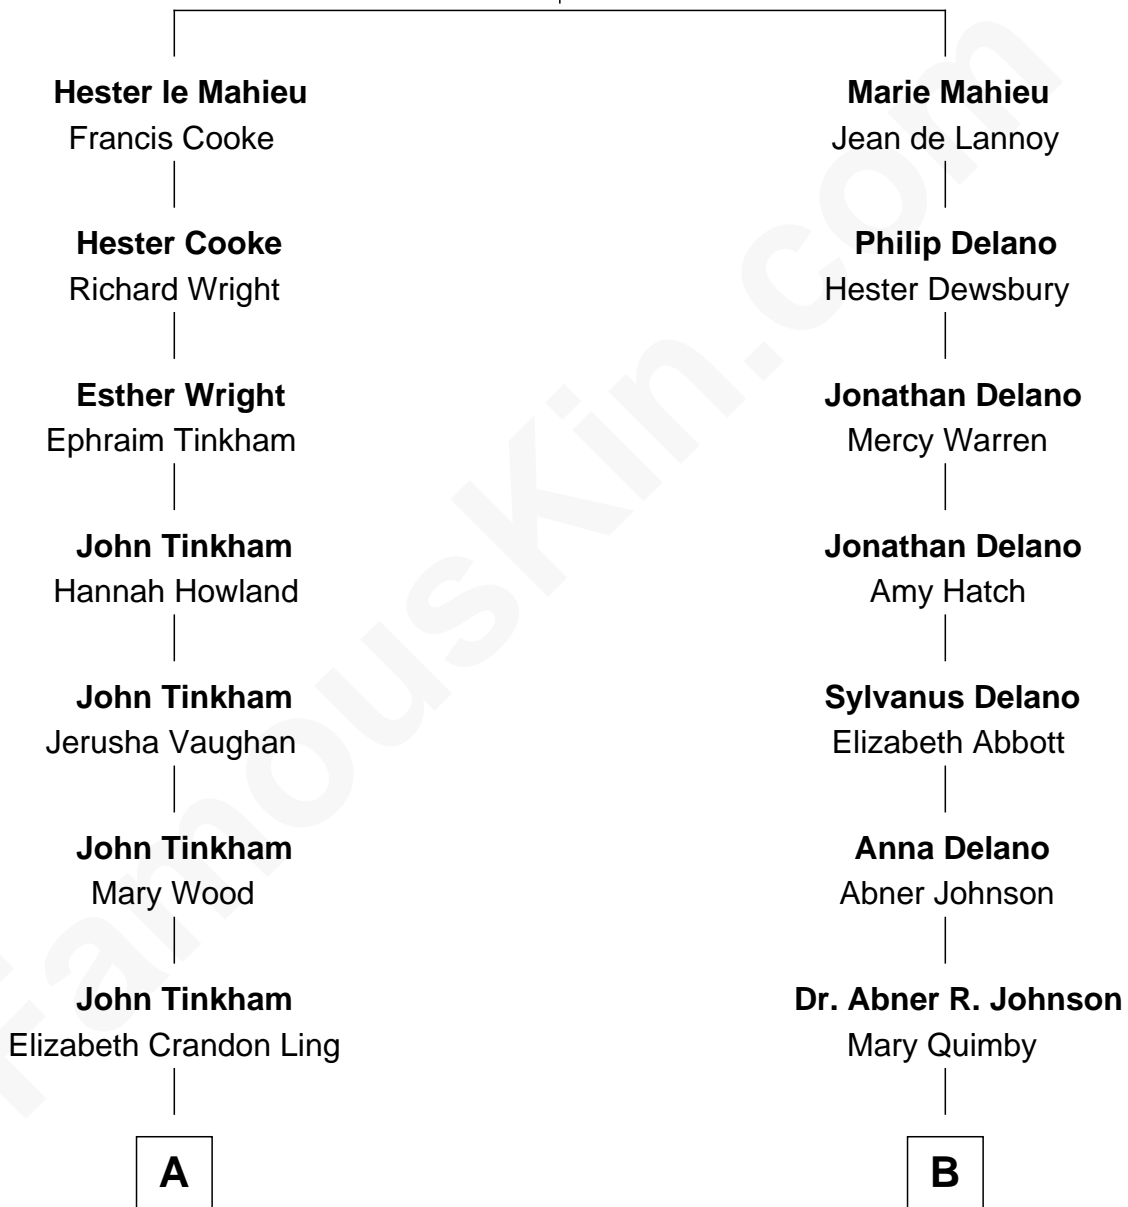 Hester le Mahieu
Francis Cooke
Hester Cooke
Richard Wright
Esther Wright
Ephraim Tinkham
John Tinkham
Hannah Howland
John Tinkham
Jerusha Vaughan
John Tinkham
Mary Wood
John Tinkham
Elizabeth Crandon Ling
A
Marie Mahieu
Jean de Lannoy
Philip Delano
Hester Dewsbury
Jonathan Delano
Mercy Warren
Jonathan Delano
Amy Hatch
Sylvanus Delano
Elizabeth Abbott
Anna Delano
Abner Johnson
Dr. Abner R. Johnson
Mary Quimby
B
FamousKin.com